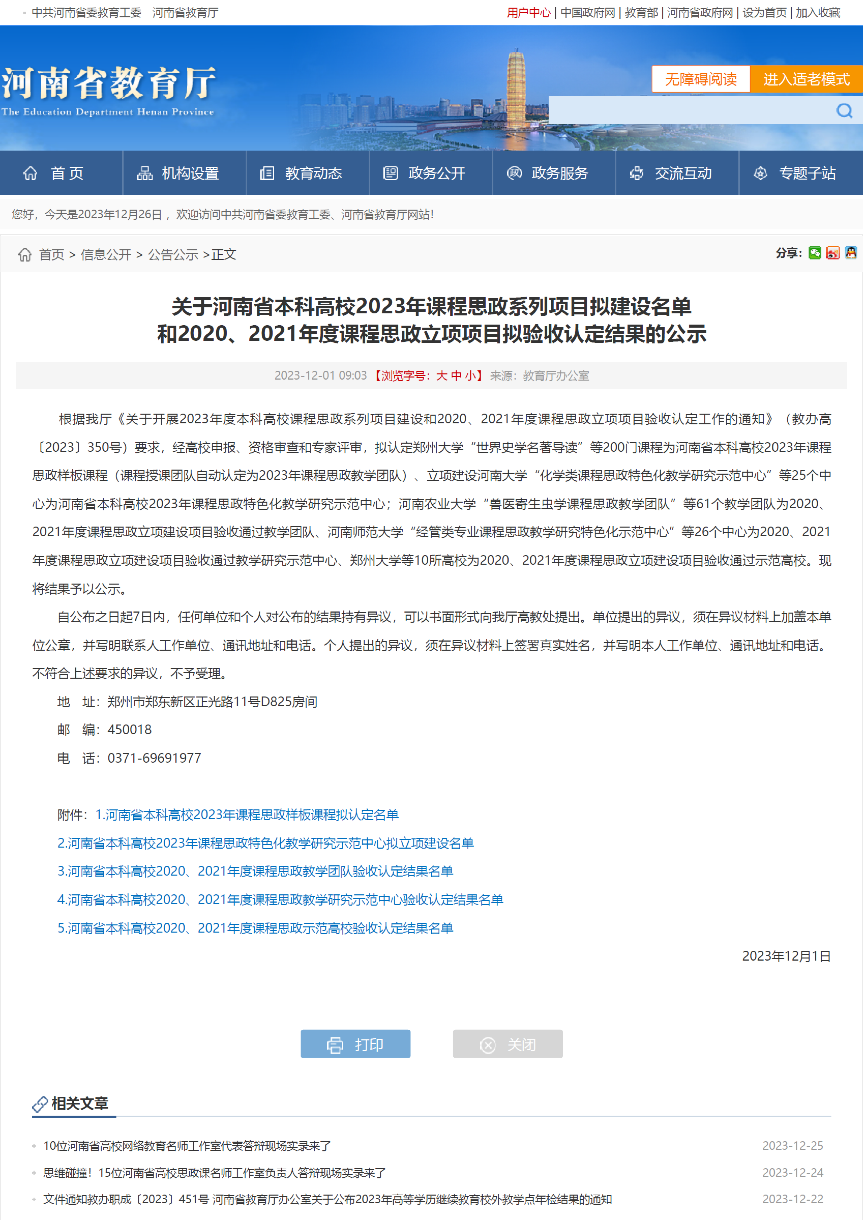 中共河南省委教育工委 河南省教育厅
用户中心 | 中国政府网 | 教育部 | 河南省政府网 | 设为首页 | 加入收藏
河南省教育厅
The Education Department Henan Province
无障碍阅读 进入适老模式
首 页 机构设置 教育动态 政务公开 政务服务 交流互动 专题子站
您好，今天是2023年12月26日 ，欢迎访问中共河南省委教育工委、河南省教育厅网站！
首页 > 信息公开 > 公告公示 >正文
分享：
关于河南省本科高校2023年课程思政系列项目拟建设名单
和2020、2021年度课程思政立项项目拟验收认定结果的公示
2023-12-01 09:03 【浏览字号：大 中 小】 来源：教育厅办公室
根据我厅《关于开展2023年度本科高校课程思政系列项目建设和2020、2021年度课程思政立项项目验收认定工作的通知》（教办高
〔2023〕350号）要求，经高校申报、资格审查和专家评审，拟认定郑州大学“世界史学名著导读”等200门课程为河南省本科高校2023年课程
思政样板课程（课程授课团队自动认定为2023年课程思政教学团队）、立项建设河南大学“化学类课程思政特色化教学研究示范中心”等25个中
心为河南省本科高校2023年课程思政特色化教学研究示范中心；河南农业大学“兽医寄生虫学课程思政教学团队”等61个教学团队为2020、
2021年度课程思政立项建设项目验收通过教学团队、河南师范大学“经管类专业课程思政教学研究特色化示范中心”等26个中心为2020、2021
年度课程思政立项建设项目验收通过教学研究示范中心、郑州大学等10所高校为2020、2021年度课程思政立项建设项目验收通过示范高校。现
将结果予以公示。
自公布之日起7日内，任何单位和个人对公布的结果持有异议，可以书面形式向我厅高教处提出。单位提出的异议，须在异议材料上加盖本单
位公章，并写明联系人工作单位、通讯地址和电话。个人提出的异议，须在异议材料上签署真实姓名，并写明本人工作单位、通讯地址和电话。
不符合上述要求的异议，不予受理。
地 址：郑州市郑东新区正光路11号D825房间
邮 编：450018
电 话：0371-69691977
附件：1.河南省本科高校2023年课程思政样板课程拟认定名单
2.河南省本科高校2023年课程思政特色化教学研究示范中心拟立项建设名单
3.河南省本科高校2020、2021年度课程思政教学团队验收认定结果名单
4.河南省本科高校2020、2021年度课程思政教学研究示范中心验收认定结果名单
5.河南省本科高校2020、2021年度课程思政示范高校验收认定结果名单
2023年12月1日
打印 关闭
相关文章
10位河南省高校网络教育名师工作室代表答辩现场实录来了 2023-12-25
思维碰撞！15位河南省高校思政课名师工作室负责人答辩现场实录来了 2023-12-24
文件通知教办职成〔2023〕451号 河南省教育厅办公室关于公布2023年高等学历继续教育校外教学点年检结果的通知 2023-12-22